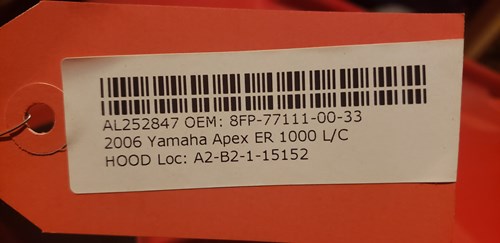 AL252847 OEM: 8FP-77111-00-33
2006 Yamaha Apex ER 1000 L/C
HOOD Loc: A2-B2-1-15152